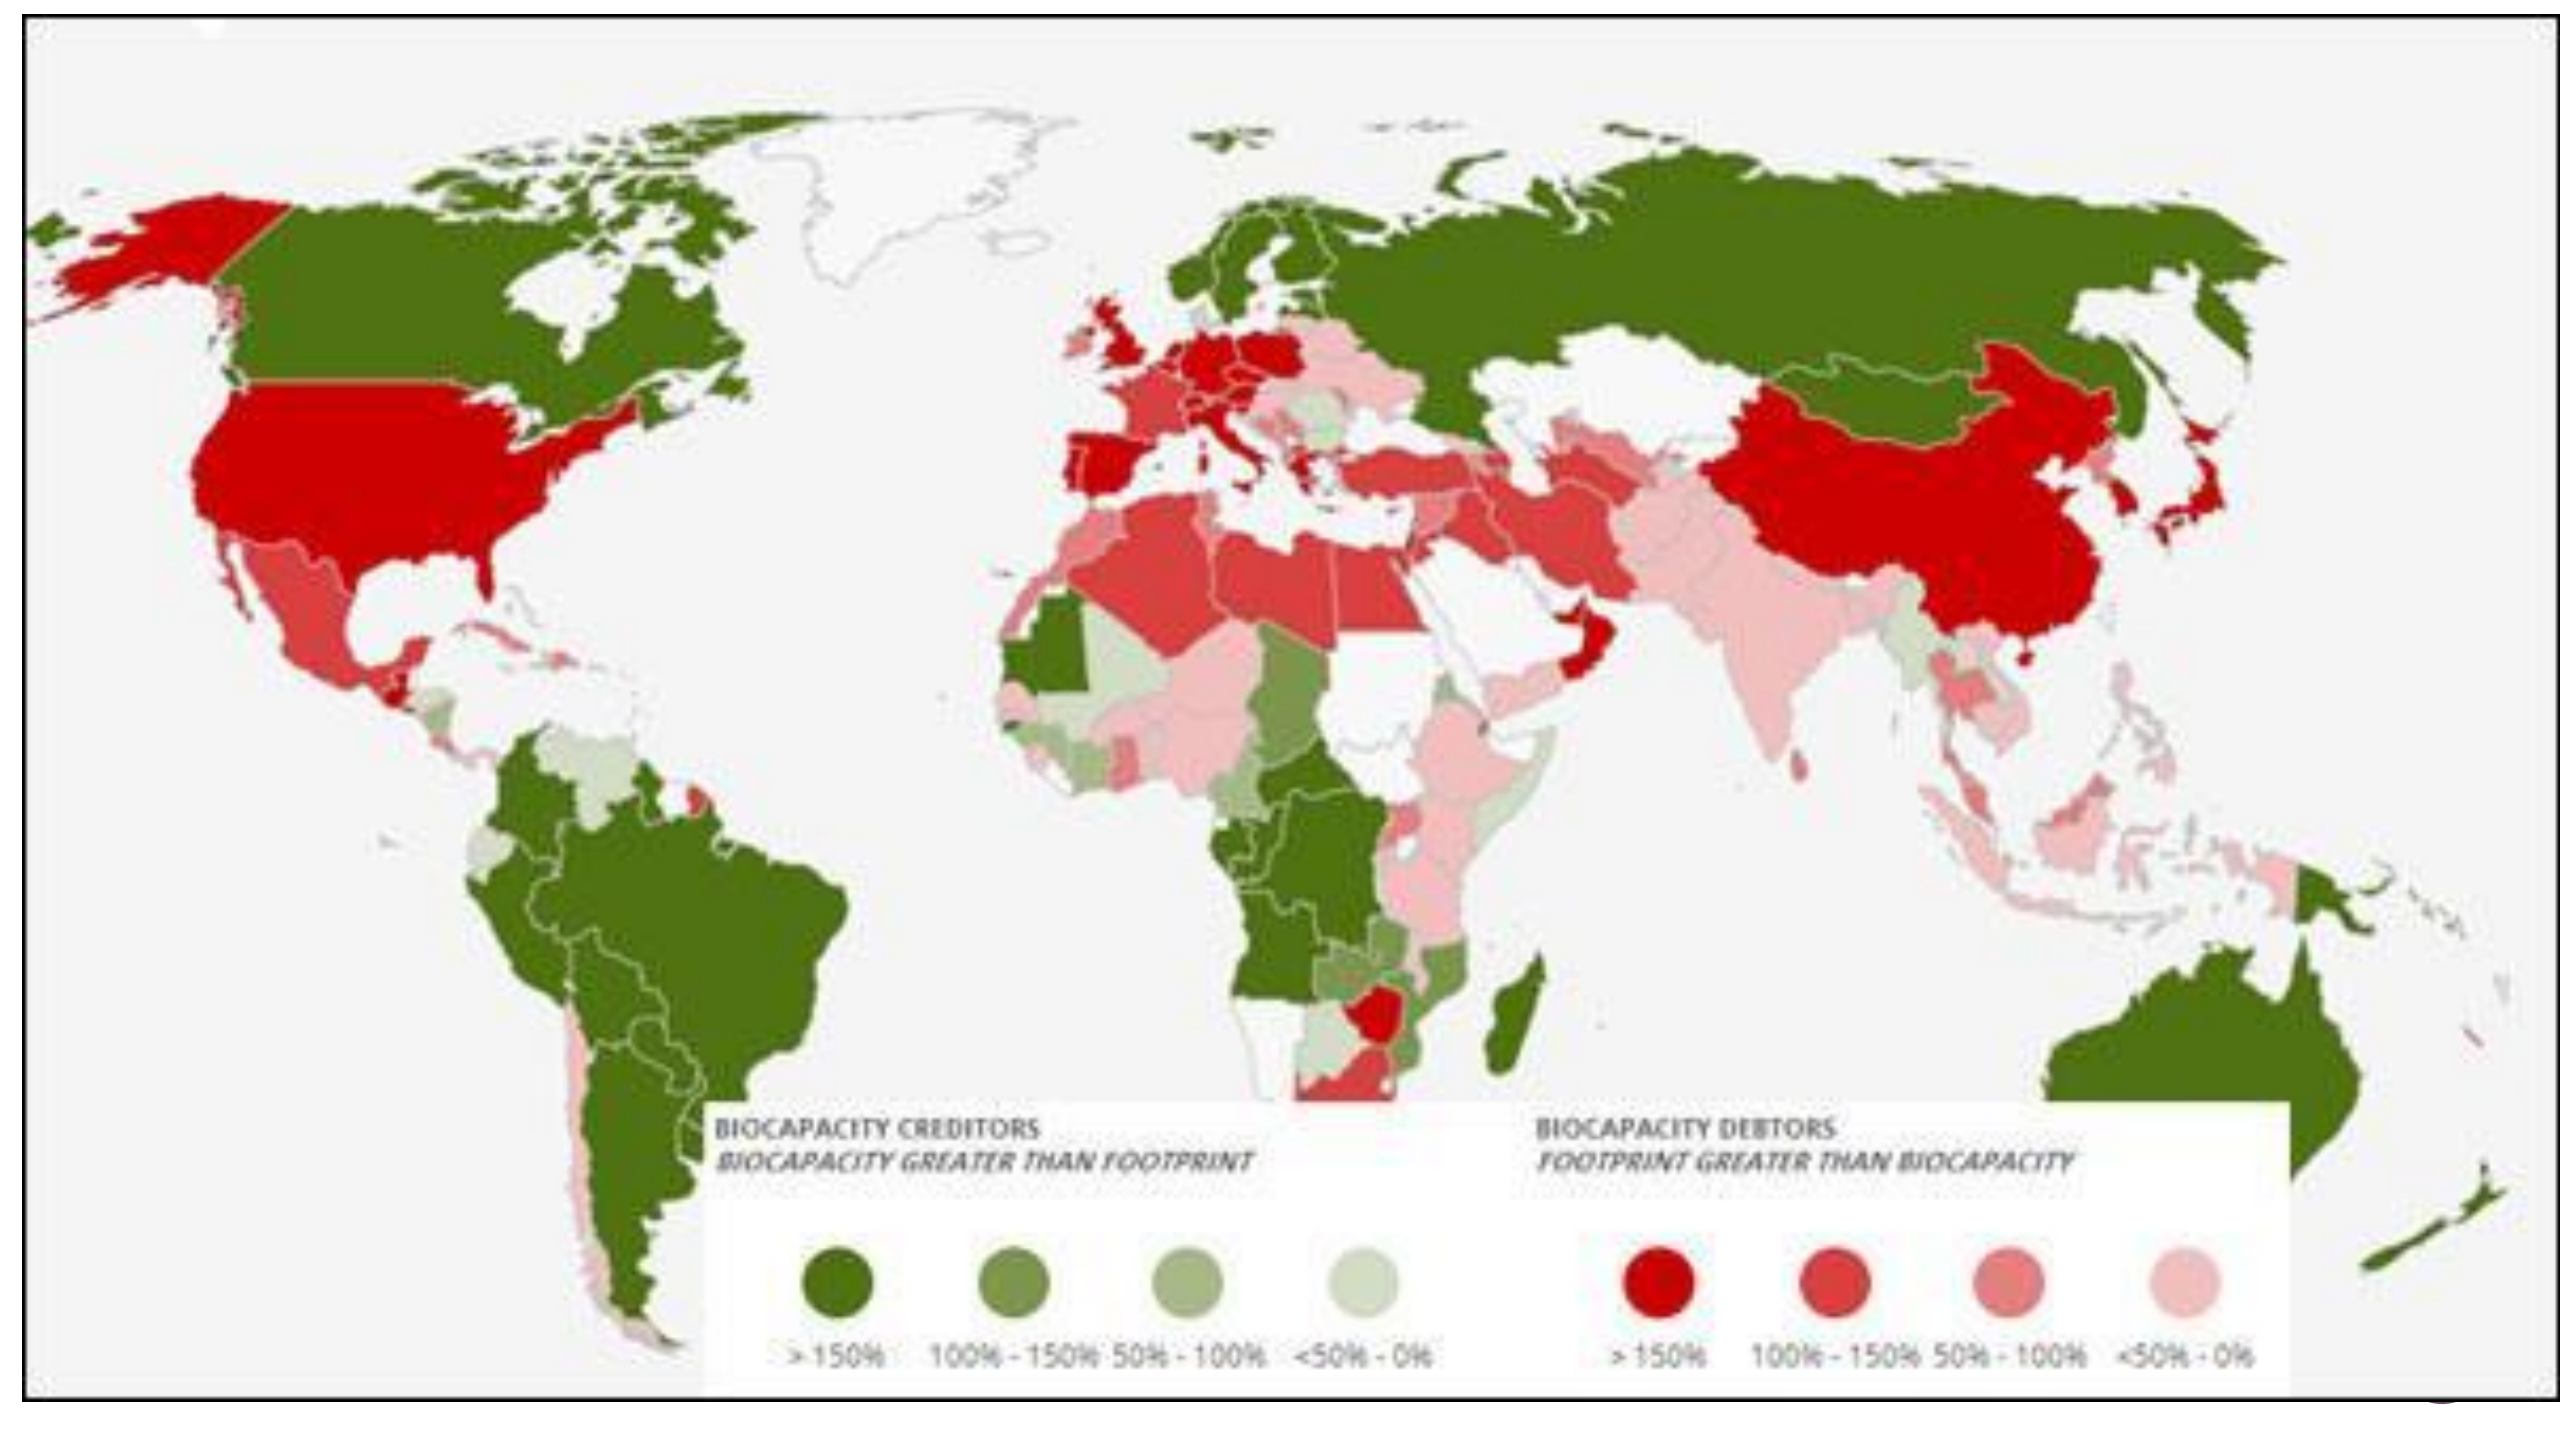 BIOCAPACITY CREDITORS
BIOCAPACITY GREATER THAN FOOTPRINT
> 150%
100% - 150%
50% - 100%
<50% - 0%
BIOCAPACITY DEBTORS
FOOTPRINT GREATER THAN BIOCAPACITY
> 150%
100% - 150%
50% - 100%
<50% - 0%